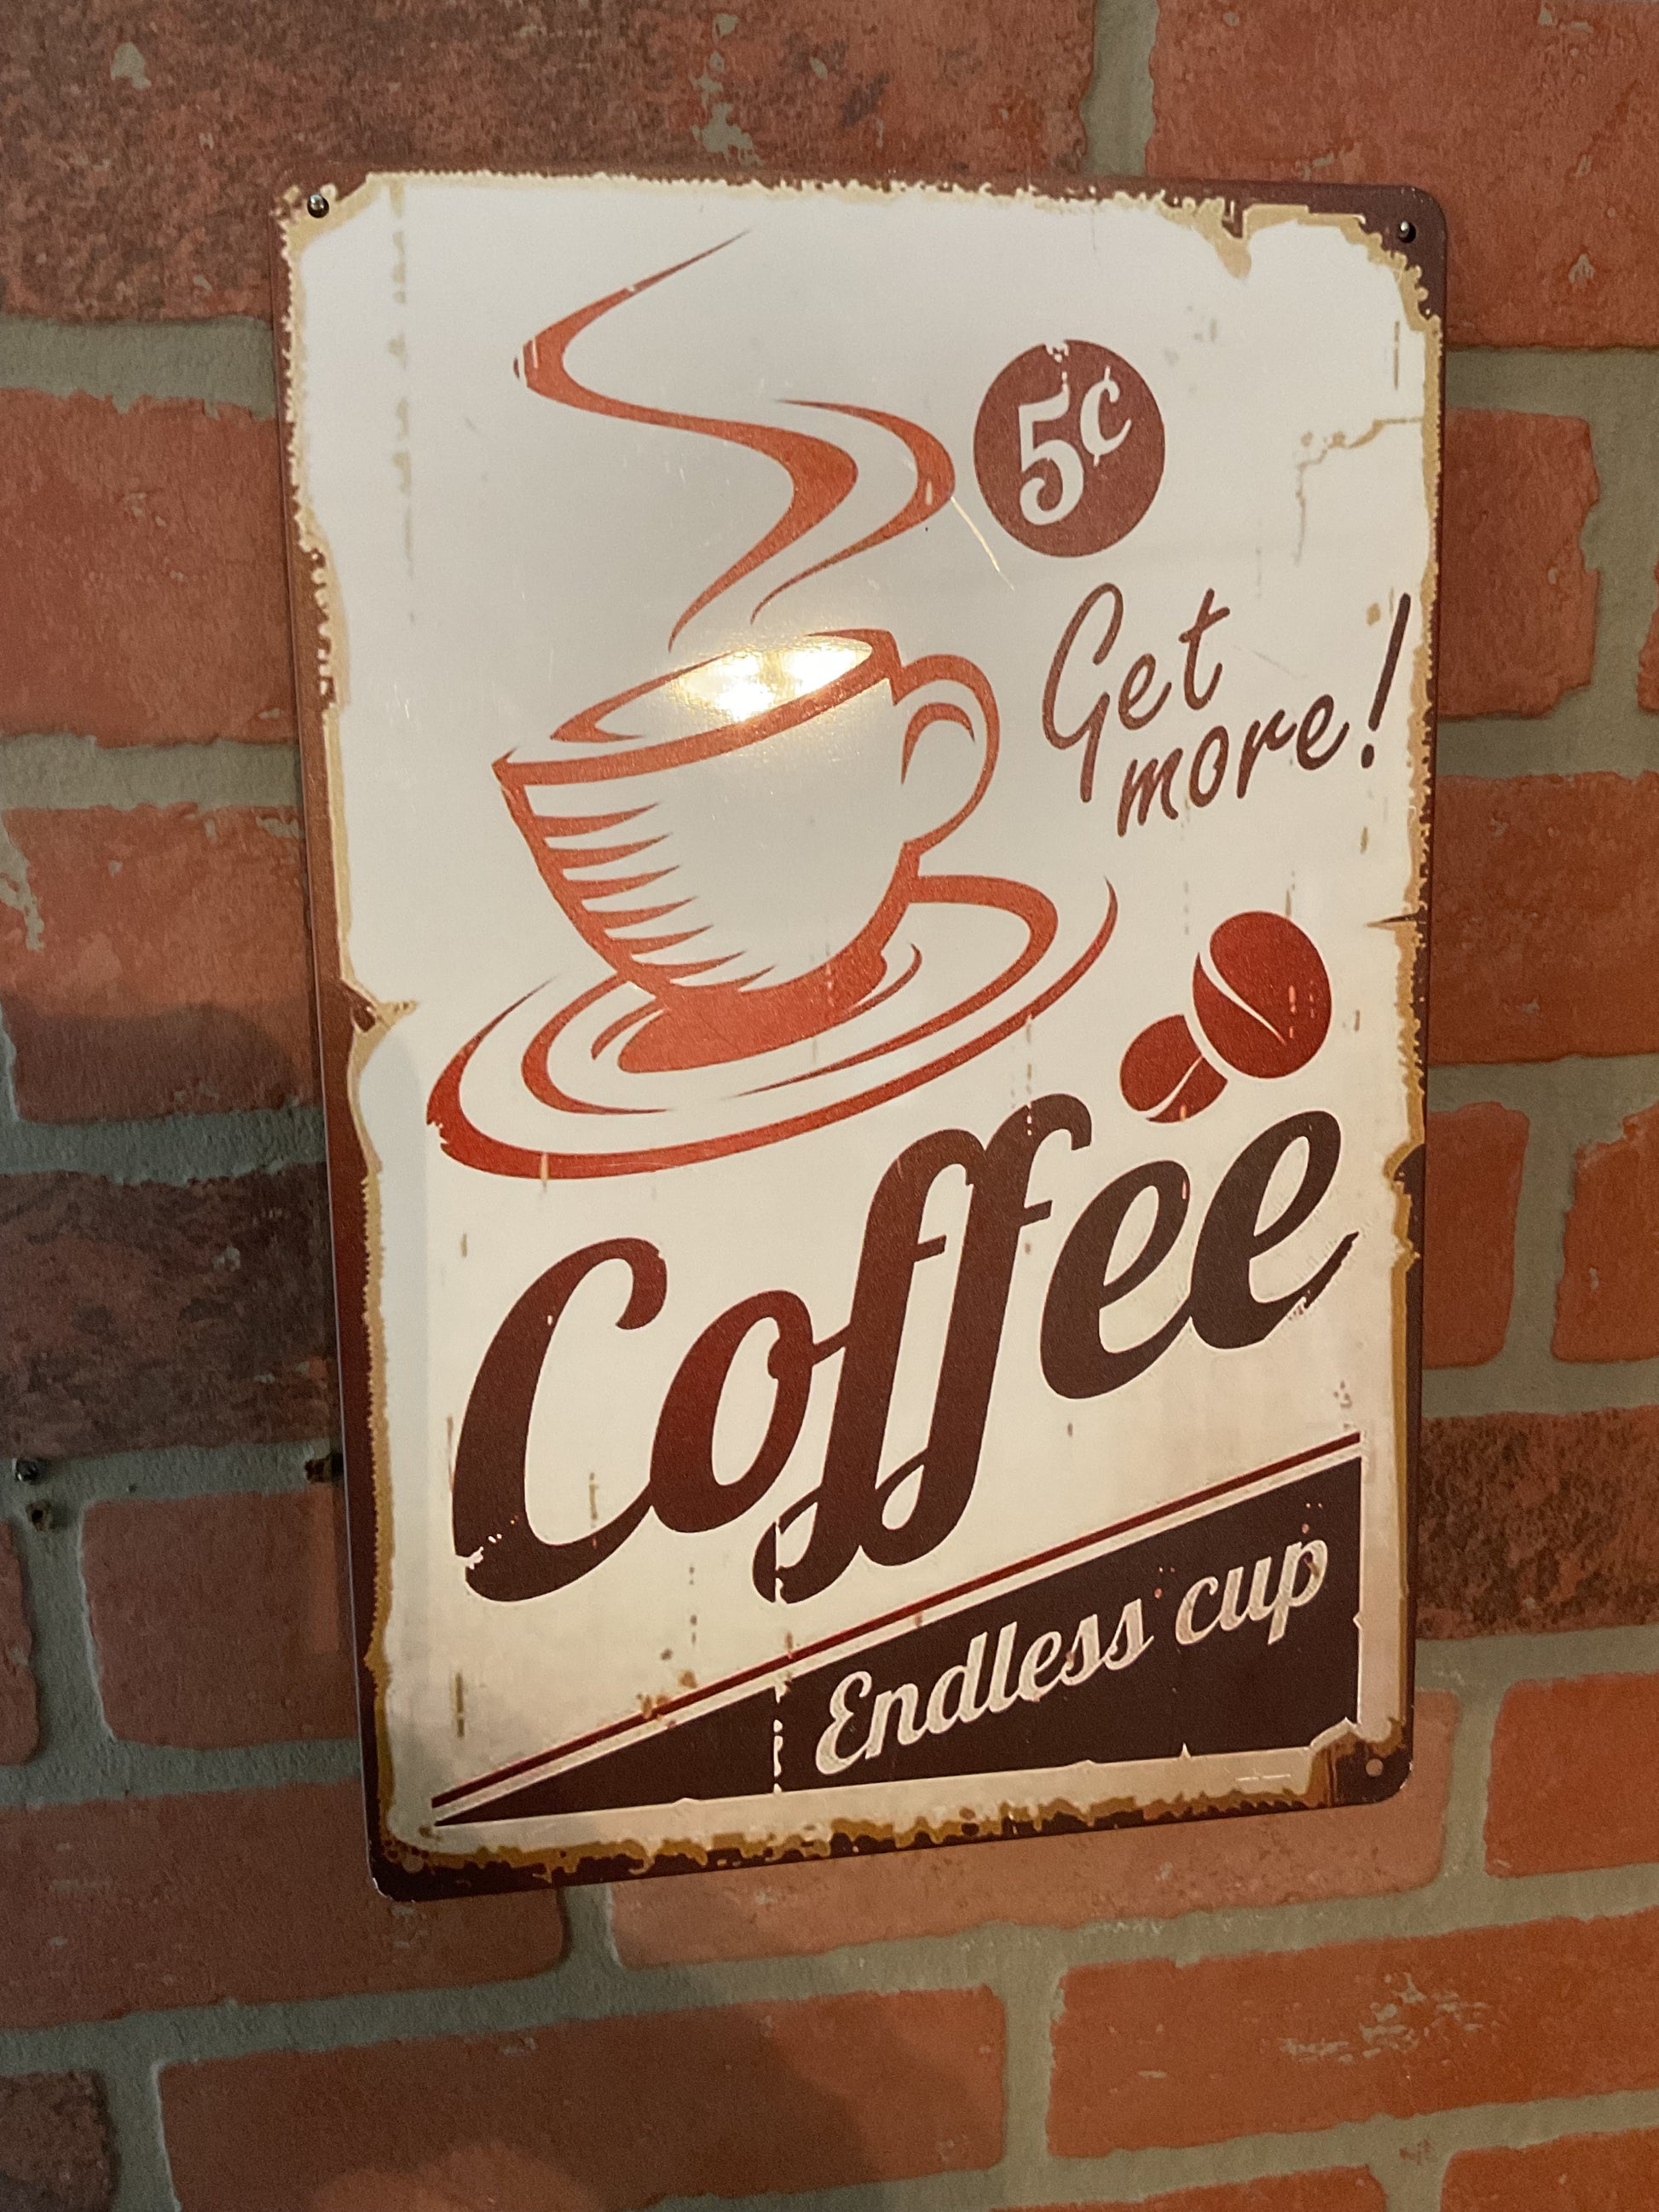 5¢
Get
more!
Coffee
Endless cup